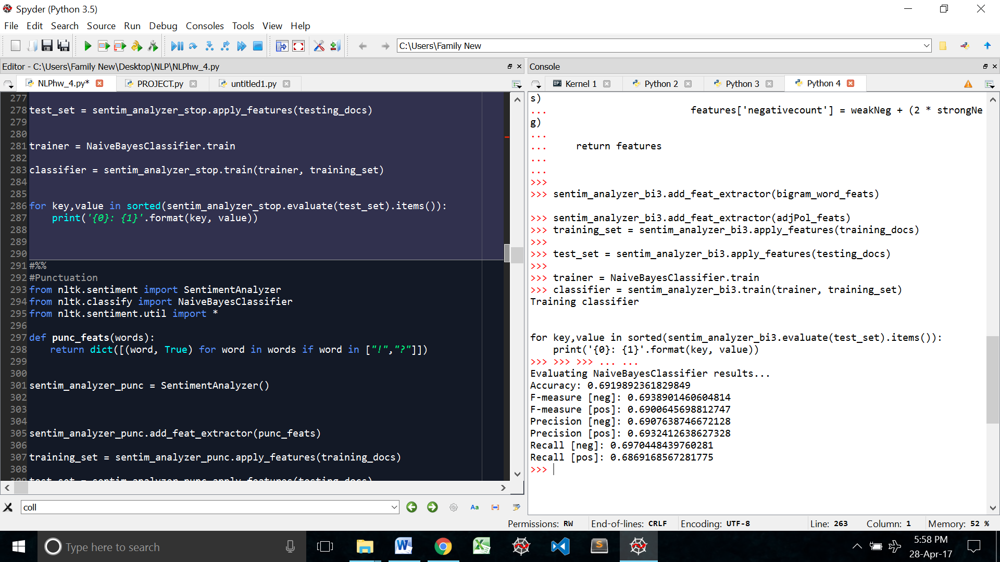 Spyder (Python 3.5)
File Edit Search Source Run Debug Consoles Tools View Help
C:\Users\Family New
Editor - C:\Users\Family New\Desktop\NLP\NLPhw_4.py
NLPhw_4.py* PROJECT.py untitled1.py
277
278 test_set = sentim_analyzer_stop.apply_features(testing_docs)
279
280
281 trainer = NaiveBayesClassifier.train
282
283 classifier = sentim_analyzer_stop.train(trainer, training_set)
284
285
286 for key,value in sorted(sentim_analyzer_stop.evaluate(test_set).items()):
287     print('{0}: {1}'.format(key, value))
288
289
290
291 #%%
292 #Punctuation
293 from nltk.sentiment import SentimentAnalyzer
294 from nltk.classify import NaiveBayesClassifier
295 from nltk.sentiment.util import *
296
297 def punc_feats(words):
298     return dict([(word, True) for word in words if word in ["!","?"]])
299
300
301 sentim_analyzer_punc = SentimentAnalyzer()
302
303
304
305 sentim_analyzer_punc.add_feat_extractor(punc_feats)
306
307 training_set = sentim_analyzer_punc.apply_features(training_docs)
308
309 test_set = sentim_analyzer_punc.apply_features(testing_docs)
coll
Aa
Console
IP: Kernel 1 Python 2 Python 3 Python 4
s)
...                         features['negativecount'] = weakNeg + (2 * strongNe
g)
...
...     return features
...
...
>>>
>>> sentim_analyzer_bi3.add_feat_extractor(bigram_word_feats)
>>> sentim_analyzer_bi3.add_feat_extractor(adjPol_feats)
>>> training_set = sentim_analyzer_bi3.apply_features(training_docs)
>>>
>>> test_set = sentim_analyzer_bi3.apply_features(testing_docs)
>>>
>>> trainer = NaiveBayesClassifier.train
>>> classifier = sentim_analyzer_bi3.train(trainer, training_set)
Training classifier
for key,value in sorted(sentim_analyzer_bi3.evaluate(test_set).items()):
    print('{0}: {1}'.format(key, value))
>>> >>> >>> ... ...
Evaluating NaiveBayesClassifier results...
Accuracy: 0.6919892361829849
F-measure [neg]: 0.6938901460604814
F-measure [pos]: 0.6900645698812747
Precision [neg]: 0.6907638746672128
Precision [pos]: 0.6932412638627328
Recall [neg]: 0.6970448439760281
Recall [pos]: 0.6869168567281775
>>>
Permissions: RW End-of-lines: CRLF Encoding: UTF-8 Line: 263 Column: 1 Memory: 52 %
Type here to search
5:58 PM
28-Apr-17